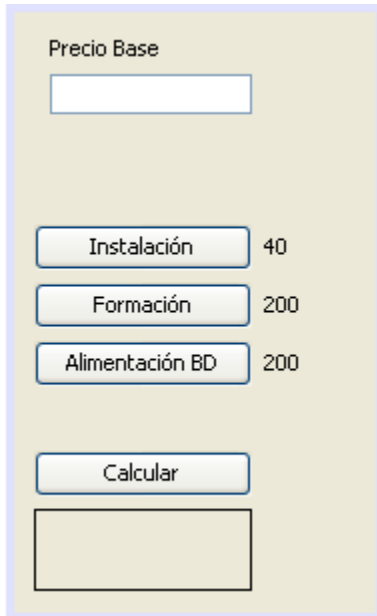 Precio Base
Instalación 40
Formación 200
Alimentación BD 200
Calcular